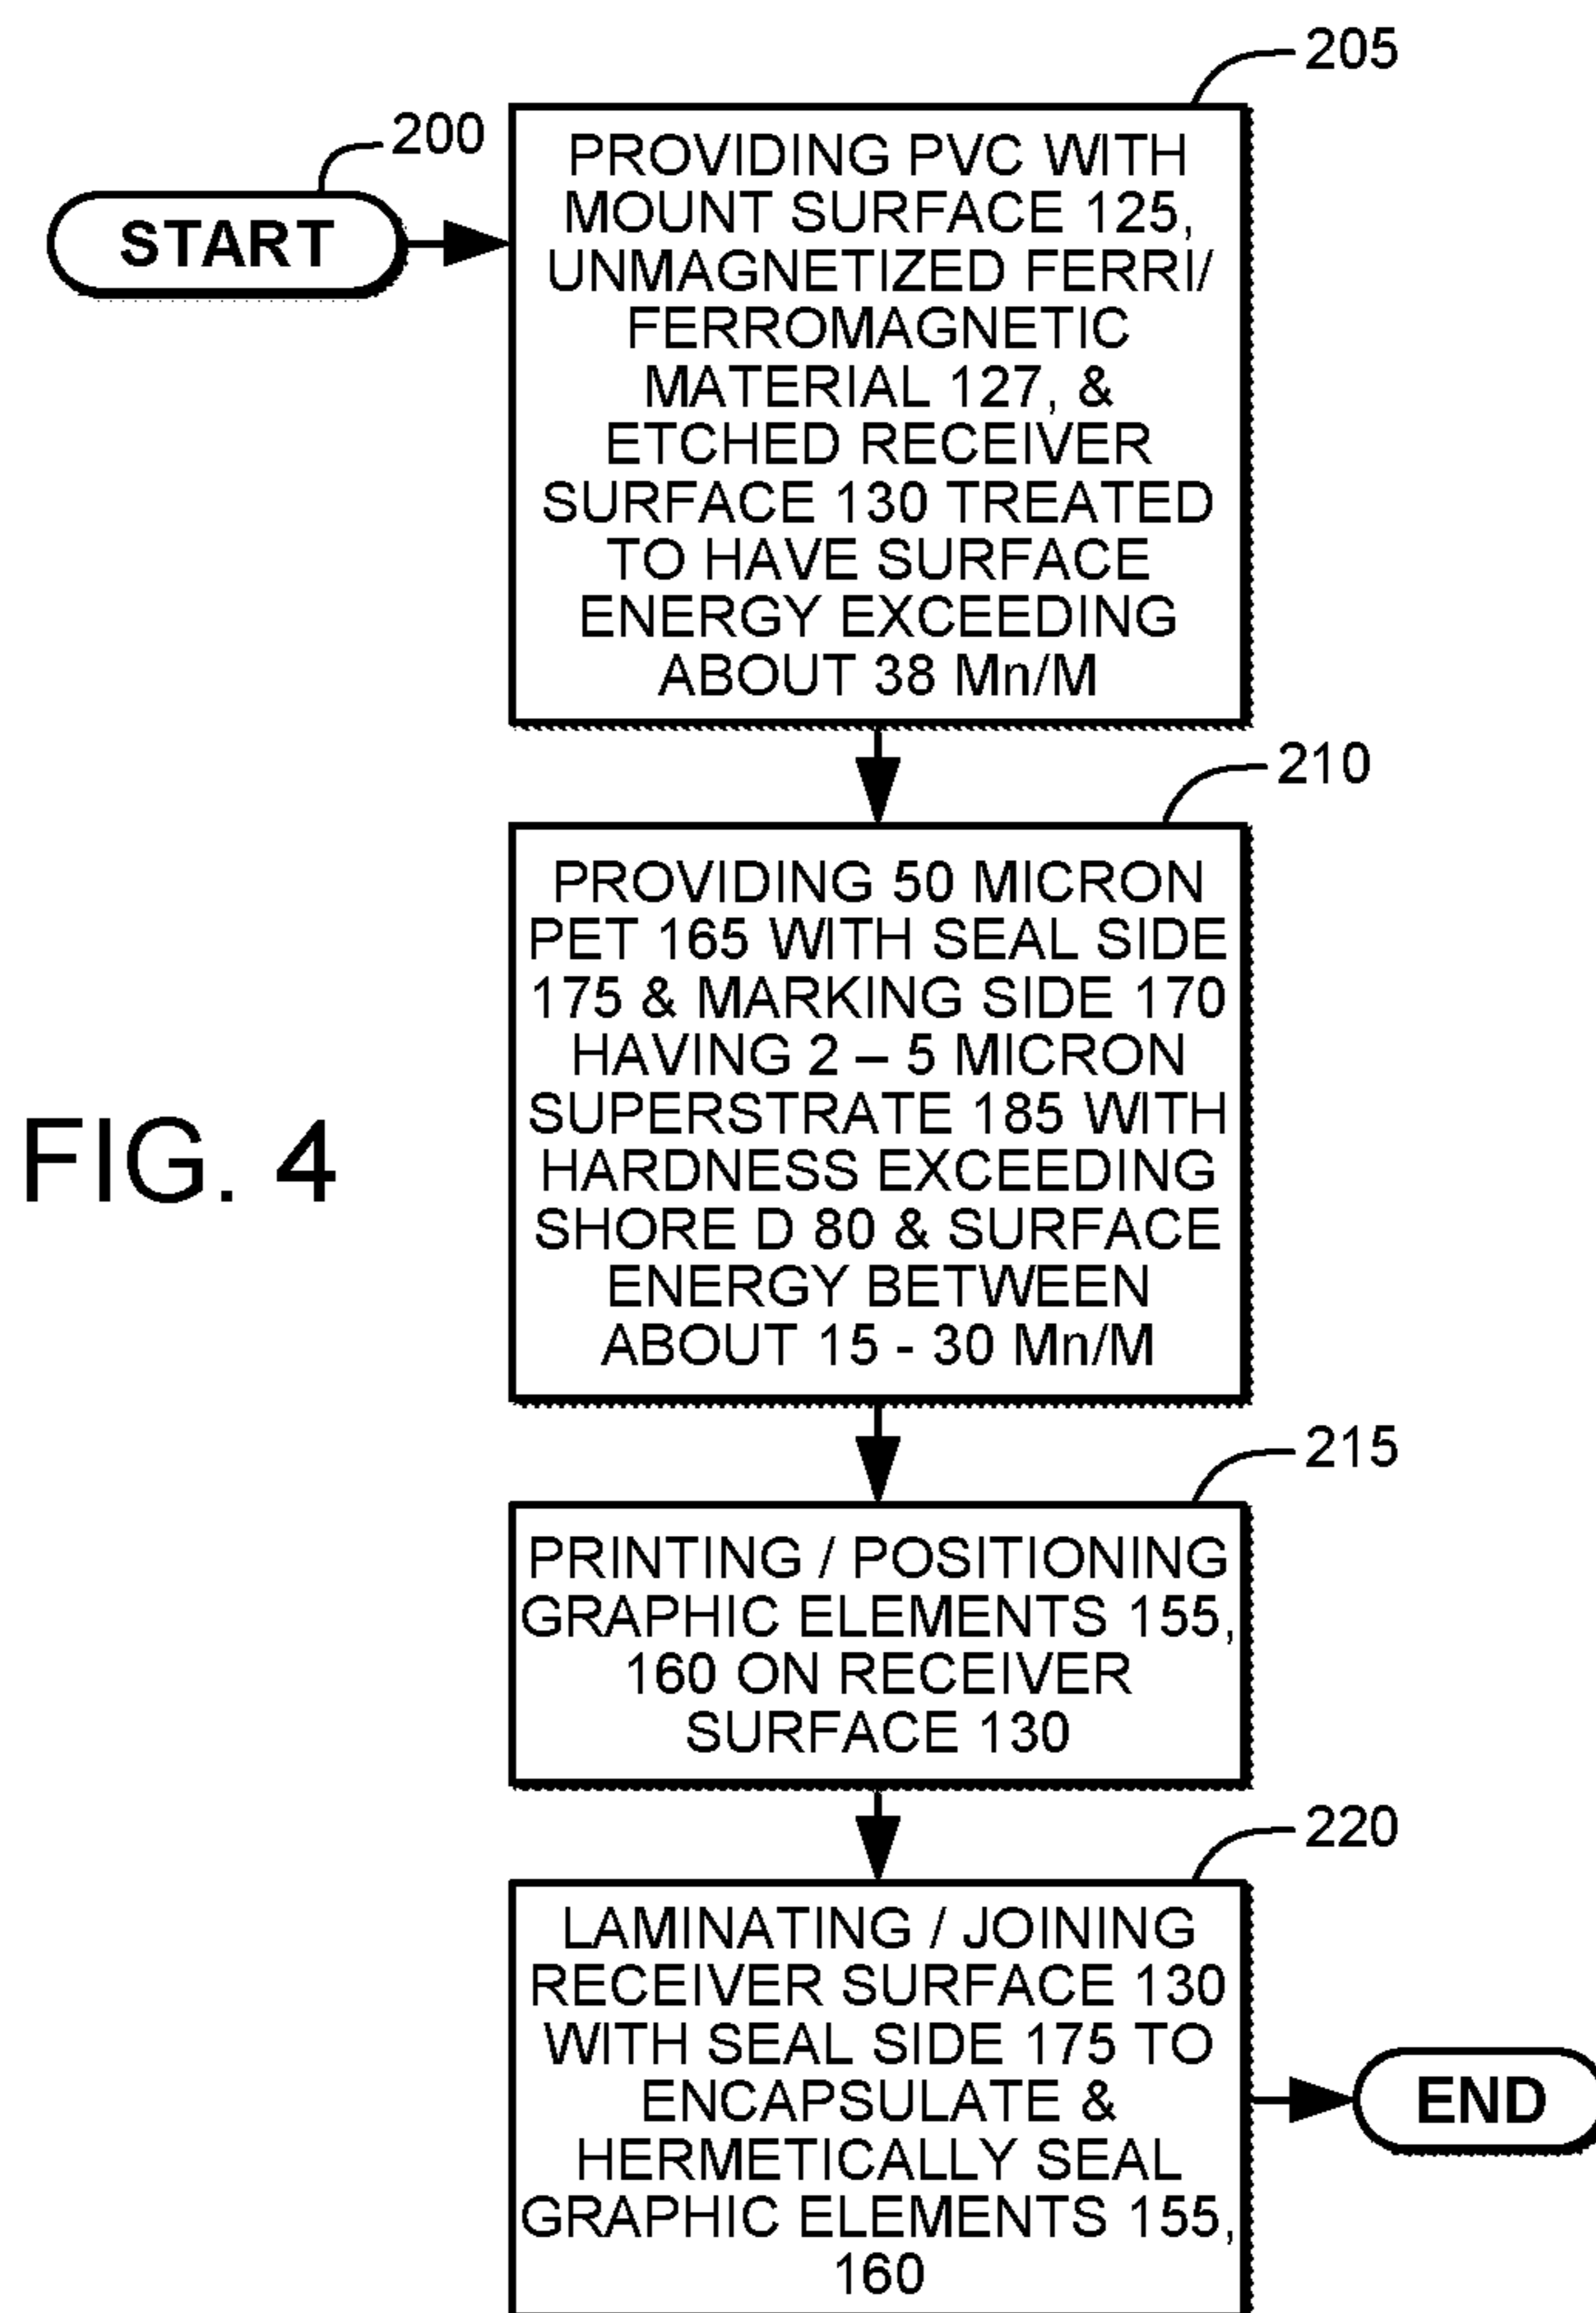 205
200
START
PROVIDING PVC WITH
MOUNT SURFACE 125,
UNMAGNETIZED FERRI/
FERROMAGNETIC
MATERIAL 127, &
ETCHED RECEIVER
SURFACE 130 TREATED
TO HAVE SURFACE
ENERGY EXCEEDING
ABOUT 38 Mn/M
210
PROVIDING 50 MICRON
PET 165 WITH SEAL SIDE
175 & MARKING SIDE 170
HAVING 2 – 5 MICRON
SUPERSTRATE 185 WITH
HARDNESS EXCEEDING
SHORE D 80 & SURFACE
ENERGY BETWEEN
ABOUT 15 - 30 Mn/M
FIG. 4
215
PRINTING / POSITIONING
GRAPHIC ELEMENTS 155,
160 ON RECEIVER
SURFACE 130
220
LAMINATING / JOINING
RECEIVER SURFACE 130
WITH SEAL SIDE 175 TO
ENCAPSULATE &
HERMETICALLY SEAL
GRAPHIC ELEMENTS 155,
160
END